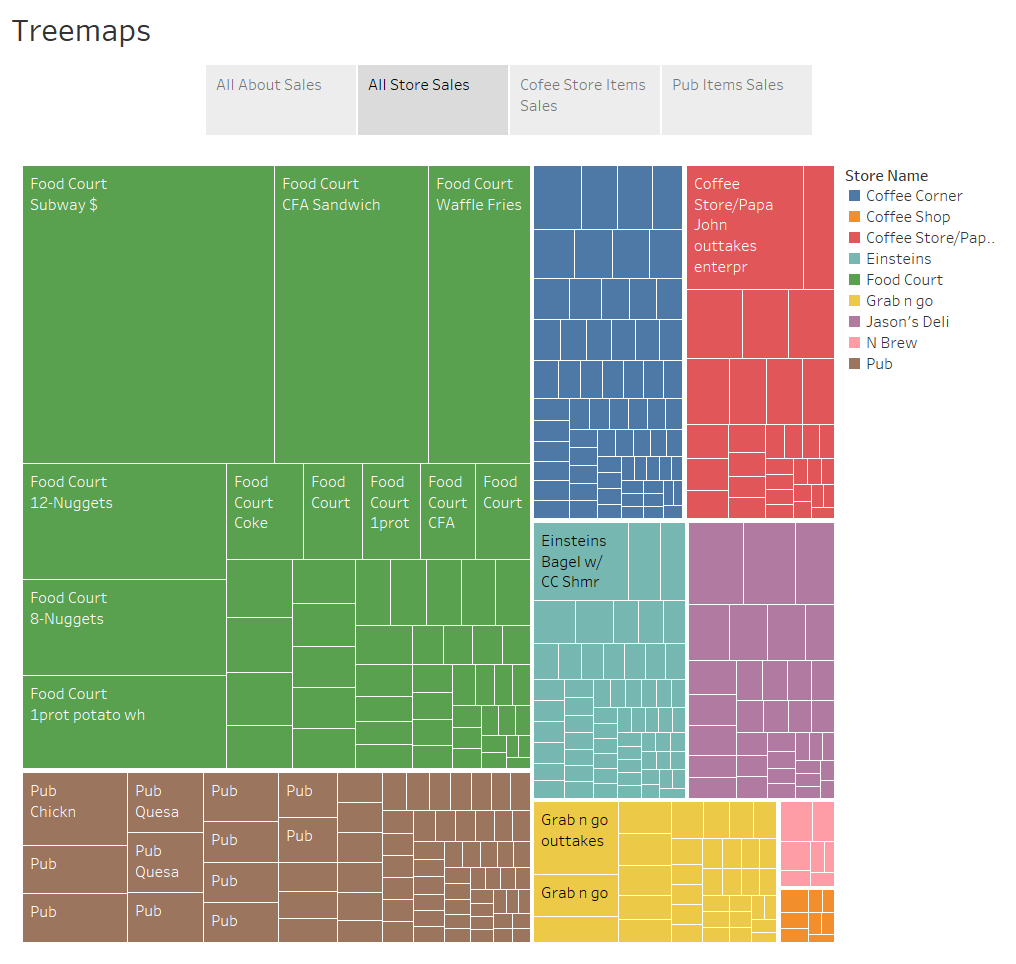 Treemaps
All About Sales
All Store Sales
Cofee Store Items
Sales
Pub Items Sales
Food Court
Subway $
Food Court
CFA Sandwich
Food Court
Waffle Fries
Food Court
12-Nuggets
Food Court
8-Nuggets
Food Court
1prot potato wh
Food
Court
Coke
Food
Court
Food
Court
1prot
Food
Court
CFA
Food
Court
Coffee
Store/Papa
John
outtakes
enterpr
Einsteins
Bagel w/
CC Shmr
Pub
Chickn
Pub
Pub
Pub
Quesa
Pub
Quesa
Pub
Pub
Pub
Pub
Pub
Pub
Pub
Grab n go
outtakes
Grab n go
Store Name
Coffee Corner
Coffee Shop
Coffee Store/Pap..
Einsteins
Food Court
Grab n go
Jason's Deli
N Brew
Pub